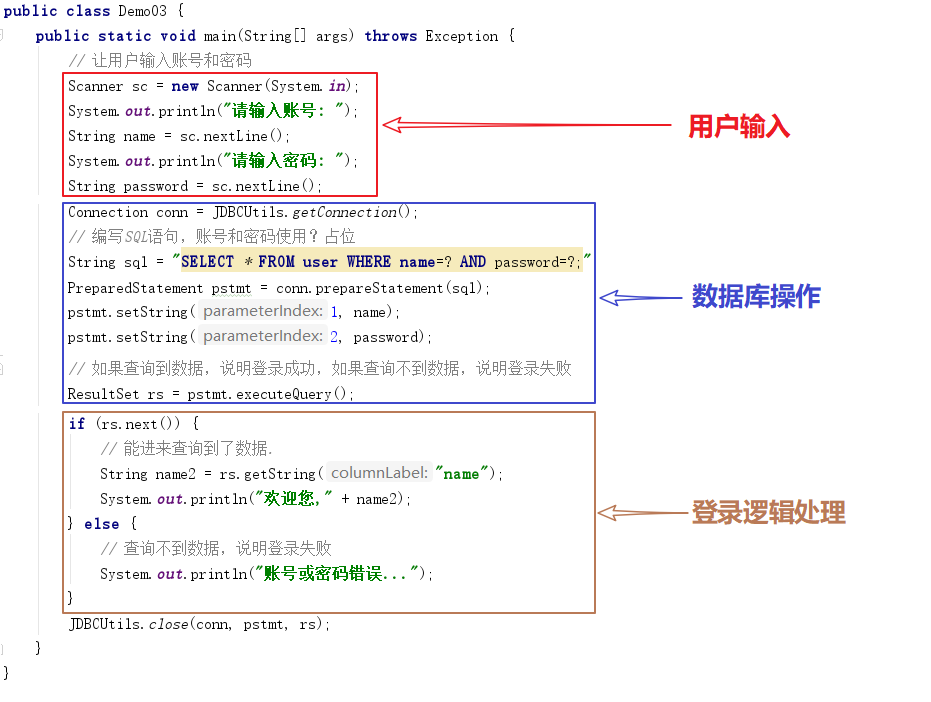 public class Demo03 {
public static void main(String[] args) throws Exception {
// 让用户输入账号和密码
Scanner sc = new Scanner(System.in);
System.out.println("请输入账号: ");
String name = sc.nextLine();
System.out.println("请输入密码: ");
String password = sc.nextLine();
用户输入
Connection conn = JDBCUtils.getConnection();
// 编写SQL语句，账号和密码使用？占位
String sql = "SELECT * FROM user WHERE name=? AND password=?;"
PreparedStatement pstmt = conn.prepareStatement(sql);
pstmt.setString( parameterIndex: 1, name);
pstmt.setString( parameterIndex: 2, password);
// 如果查询到数据，说明登录成功，如果查询不到数据，说明登录失败
ResultSet rs = pstmt.executeQuery();
数据库操作
if (rs.next()) {
// 能进来查询到了数据.
String name2 = rs.getString( columnLabel: "name");
System.out.println("欢迎您," + name2);
} else {
// 查询不到数据，说明登录失败
System.out.println("账号或密码错误...");
}
登录逻辑处理
JDBCUtils.close(conn, pstmt, rs);
}
}